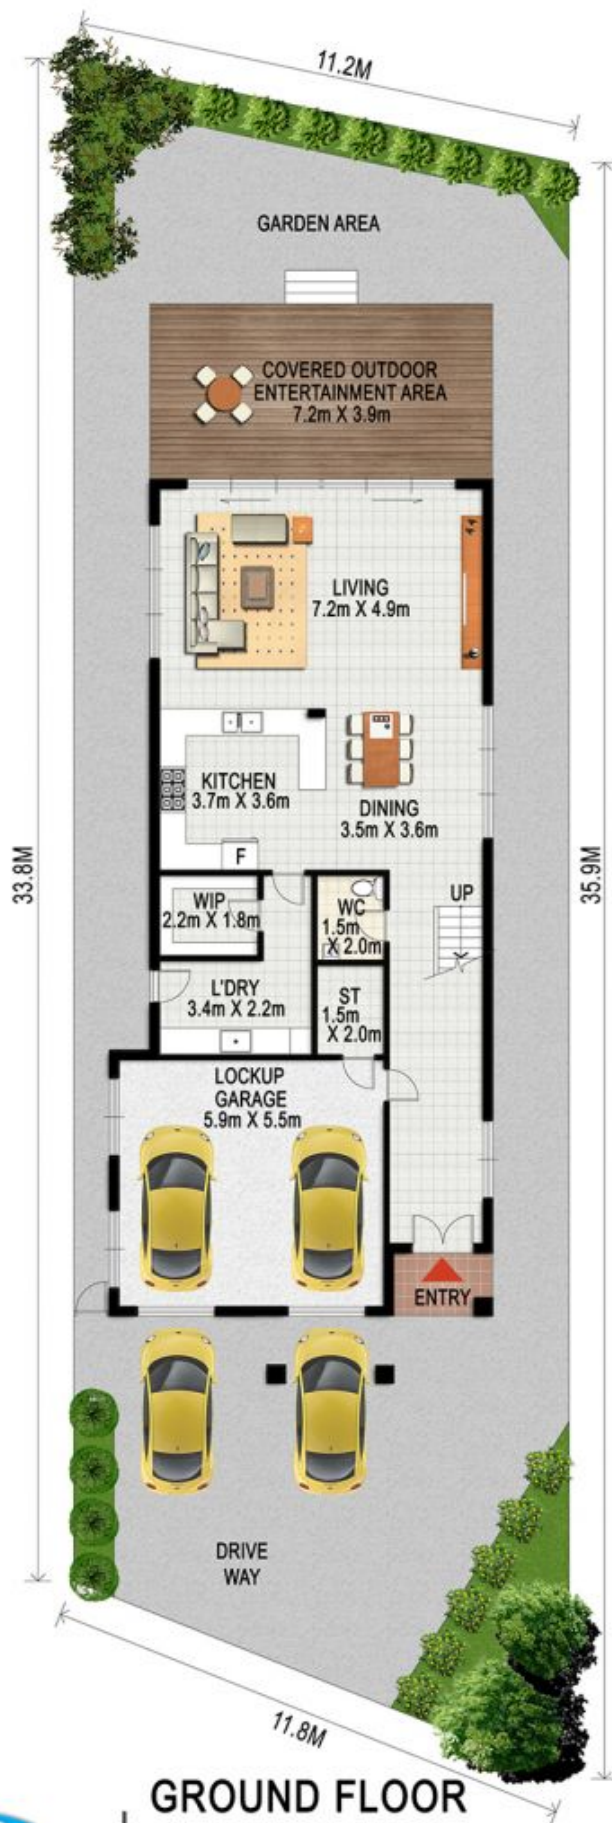 11.2M
GARDEN AREA
COVERED OUTDOOR
ENTERTAINMENT AREA
7.2m X 3.9m
LIVING
7.2m X 4.9m
KITCHEN
3.7m X 3.6m
DINING
3.5m X 3.6m
F
33.8M
35.9M
WIP
2.2m X 1.8m
WC
1.5m
X 2.0m
UP
L'DRY
3.4m X 2.2m
ST
1.5m
X 2.0m
LOCKUP
GARAGE
5.9m X 5.5m
ENTRY
DRIVE
WAY
11.8M
GROUND FLOOR